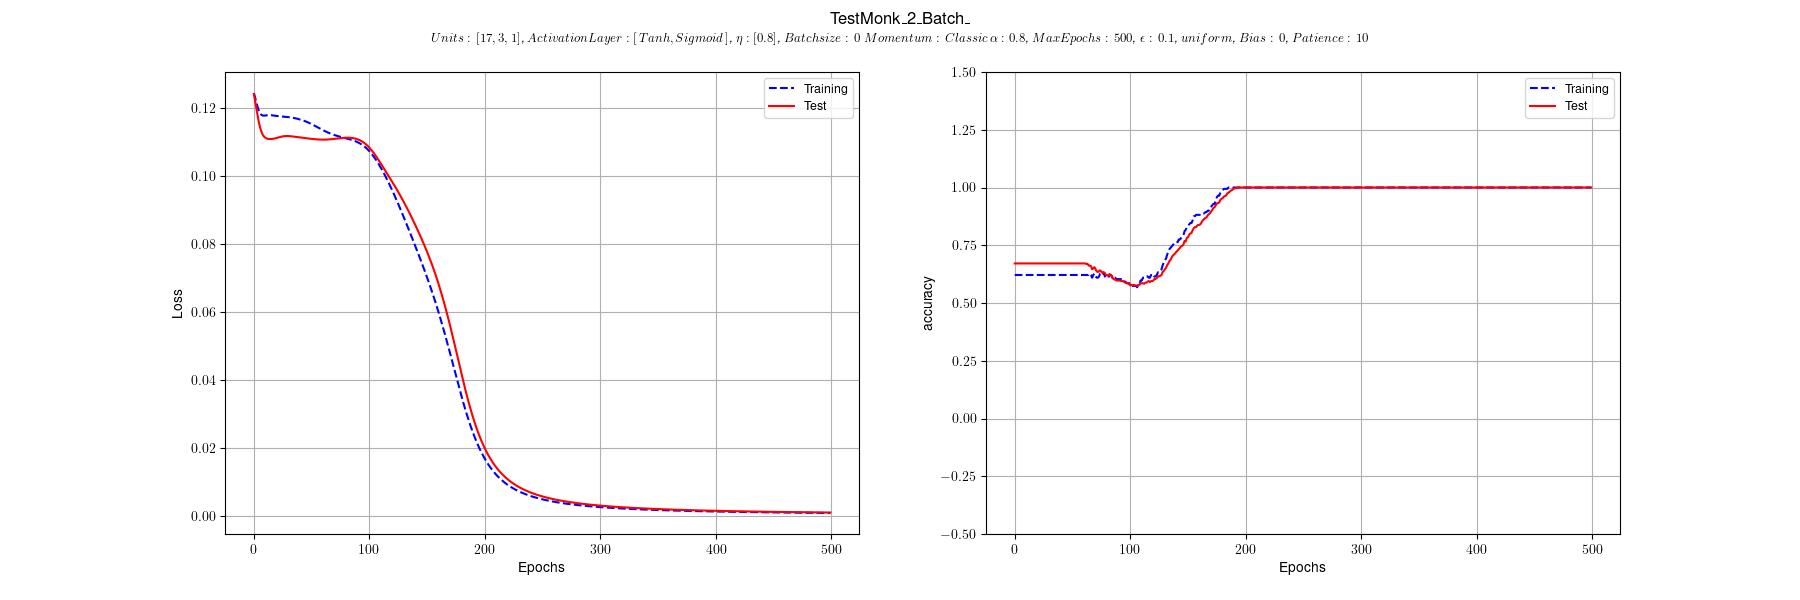 TestMonk_2_Batch_
Units : [17, 3, 1], ActivationLayer : [Tanh, Sigmoid], η : [0.8], Batchsize : 0 Momentum : Classic α : 0.8, MaxEpochs : 500, ϵ : 0.1, uniform, Bias : 0, Patience : 10
Training
Test
0.12
0.10
0.08
0.06
0.04
0.02
0.00
Loss
0 100 200 300 400 500
Epochs
Training
Test
1.50
1.25
1.00
0.75
0.50
0.25
0.00
−0.25
−0.50
accuracy
0 100 200 300 400 500
Epochs